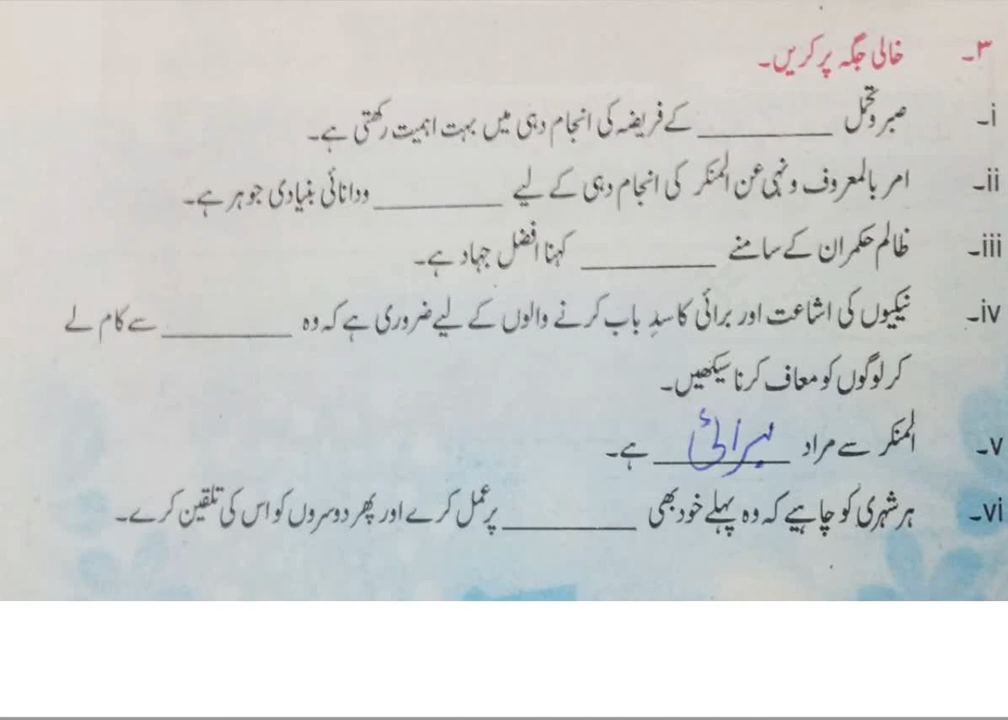 ۳۔ خالی جگہ پر کریں۔
i۔ صبر و تحمل ________ کے فریضہ کی انجام دہی میں بہت اہمیت رکھتی ہے۔
ii۔ امر بالمعروف و نہی عن المنکر کی انجام دہی کے لیے ________ ودانائی بنیادی جوہر ہے۔
iii۔ ظالم حکمران کے سامنے ________ کہنا افضل جہاد ہے۔
iv۔ نیکیوں کی اشاعت اور برائی کا سدِ باب کرنے والوں کے لیے ضروری ہے کہ وہ ________ سے کام لے
کر لوگوں کو معاف کرنا سیکھیں۔
v۔ المنکر سے مراد برائی ہے۔
vi۔ ہر شہری کو چاہیے کہ وہ پہلے خود بھی ________ پر عمل کرے اور پھر دوسروں کو اس کی تلقین کرے۔